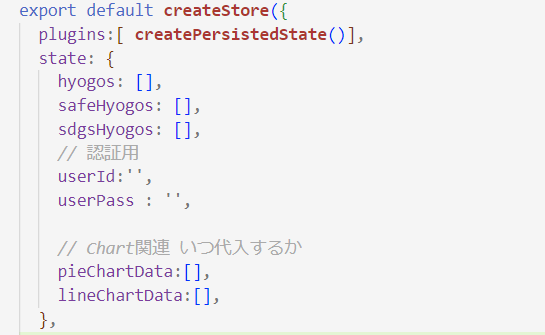 export default createStore({
plugins:[ createPersistedState()],
state: {
hyogos: [],
safeHyogos: [],
sdgsHyogos: [],
// 認証用
userId:'',
userPass : '',
// Chart関連 いつ代入するか
pieChartData:[],
lineChartData:[],
},